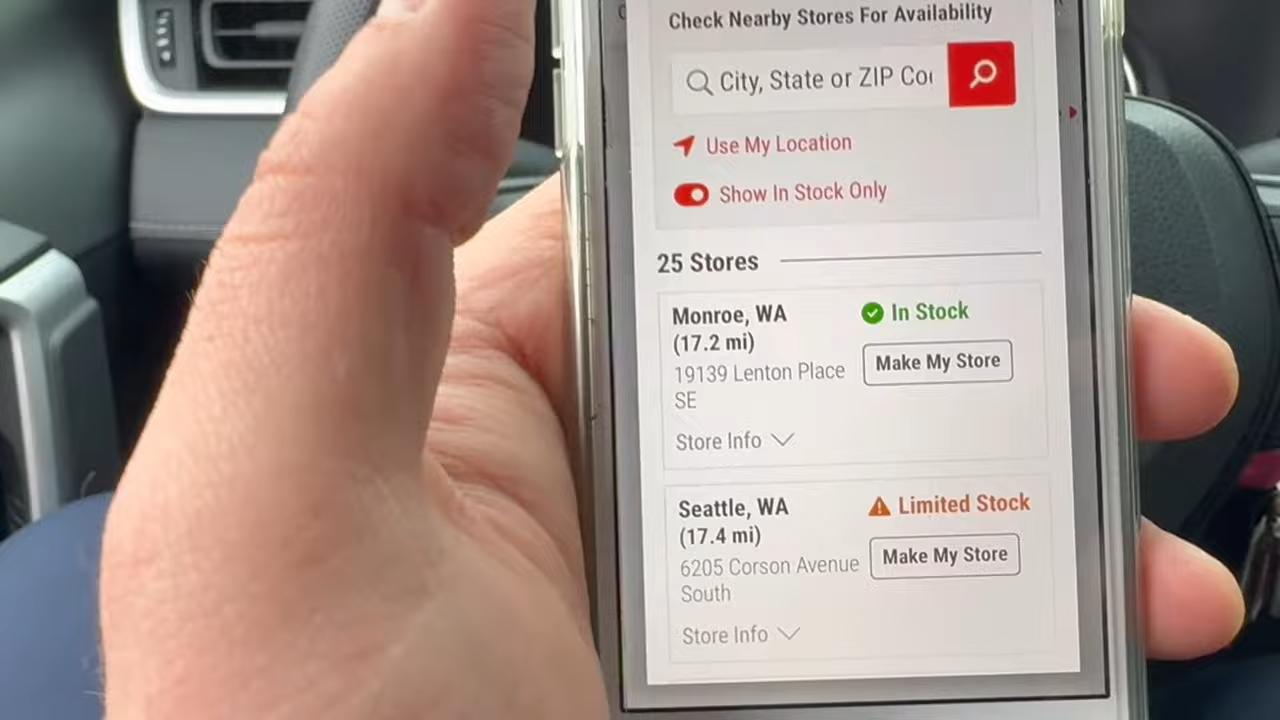 Check Nearby Stores For Availability
City, State or ZIP Co
Use My Location
Show In Stock Only
25 Stores
Monroe, WA
In Stock
(17.2 mi)
Make My Store
19139 Lenton Place
SE
Store Info
Seattle, WA
Limited Stock
(17.4 mi)
Make My Store
6205 Corson Avenue
South
Store Info